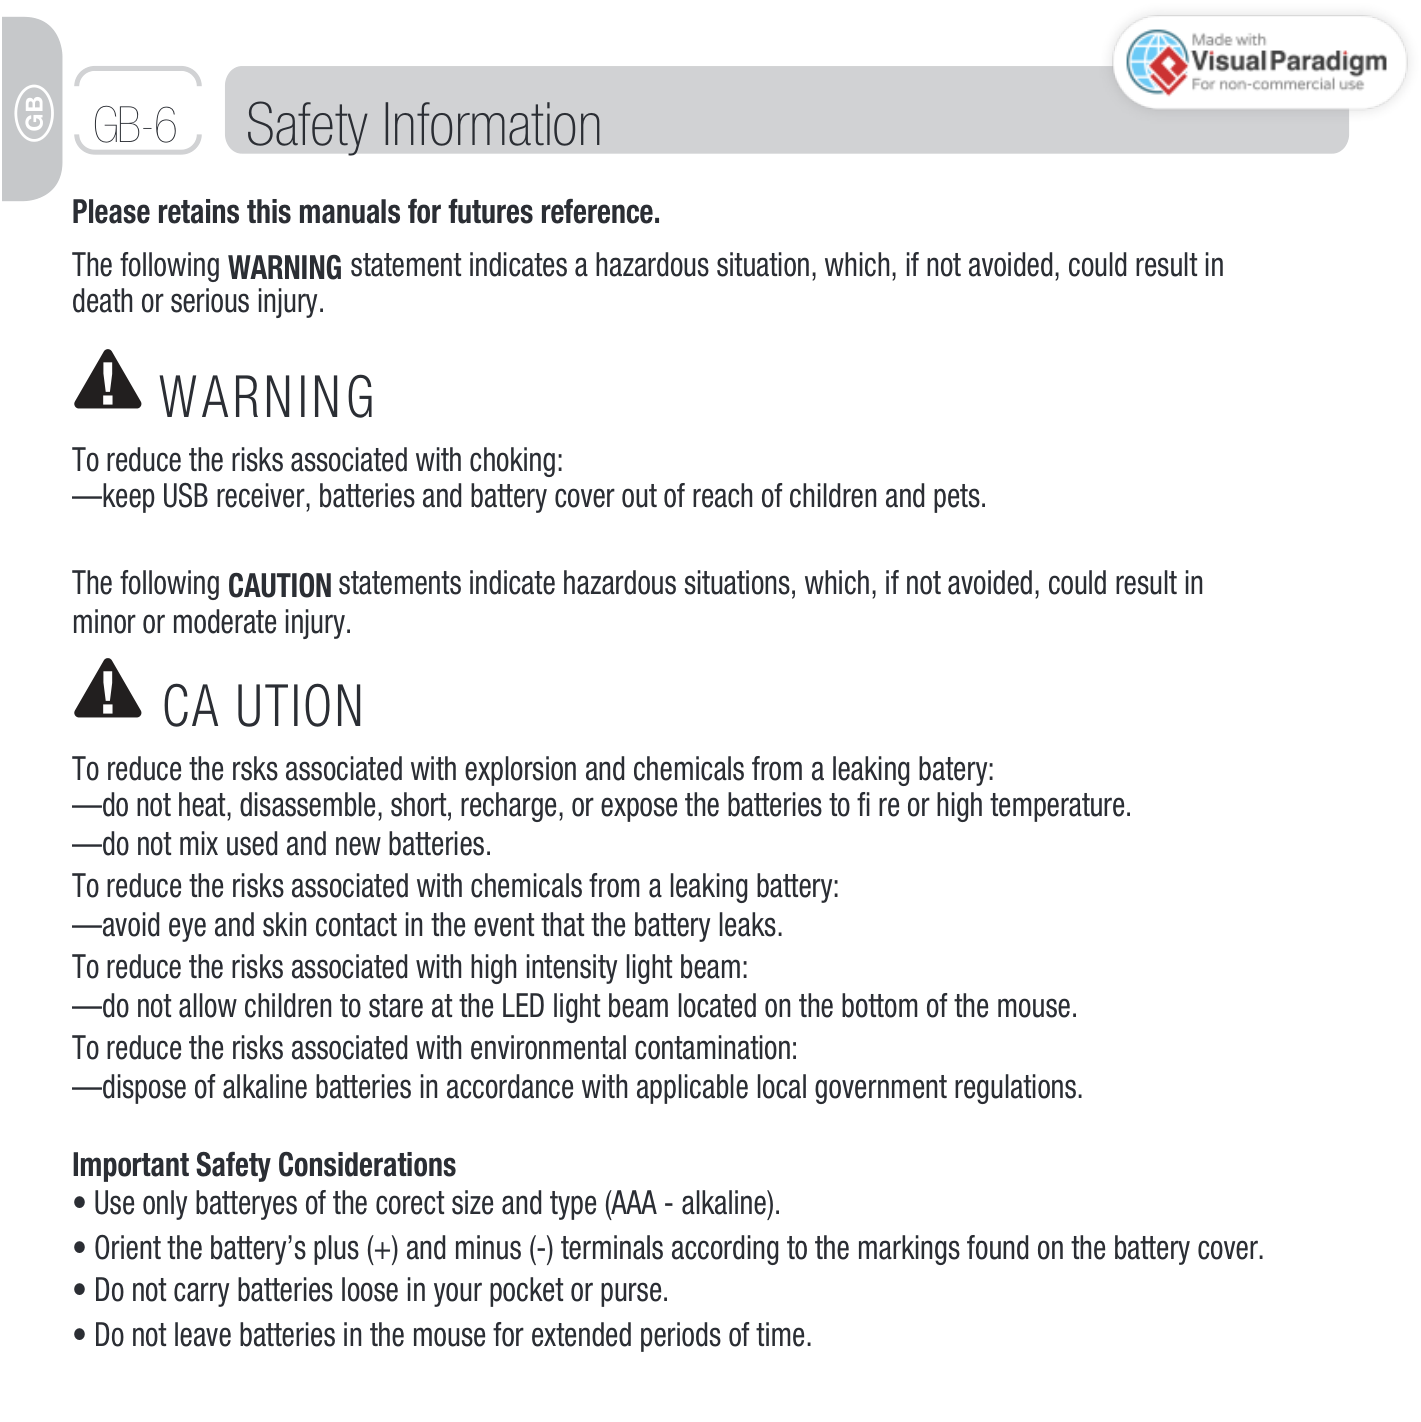 GB
GB-6
Safety Information
Made with
Visual Paradigm
For non-commercial use
Please retains this manuals for futures reference.
The following WARNING statement indicates a hazardous situation, which, if not avoided, could result in
death or serious injury.
WARNING
To reduce the risks associated with choking:
—keep USB receiver, batteries and battery cover out of reach of children and pets.
The following CAUTION statements indicate hazardous situations, which, if not avoided, could result in
minor or moderate injury.
CA UTION
To reduce the rsks associated with explorsion and chemicals from a leaking batery:
—do not heat, disassemble, short, recharge, or expose the batteries to fi re or high temperature.
—do not mix used and new batteries.
To reduce the risks associated with chemicals from a leaking battery:
—avoid eye and skin contact in the event that the battery leaks.
To reduce the risks associated with high intensity light beam:
—do not allow children to stare at the LED light beam located on the bottom of the mouse.
To reduce the risks associated with environmental contamination:
—dispose of alkaline batteries in accordance with applicable local government regulations.
Important Safety Considerations
• Use only batteryes of the corect size and type (AAA - alkaline).
• Orient the battery's plus (+) and minus (-) terminals according to the markings found on the battery cover.
• Do not carry batteries loose in your pocket or purse.
• Do not leave batteries in the mouse for extended periods of time.